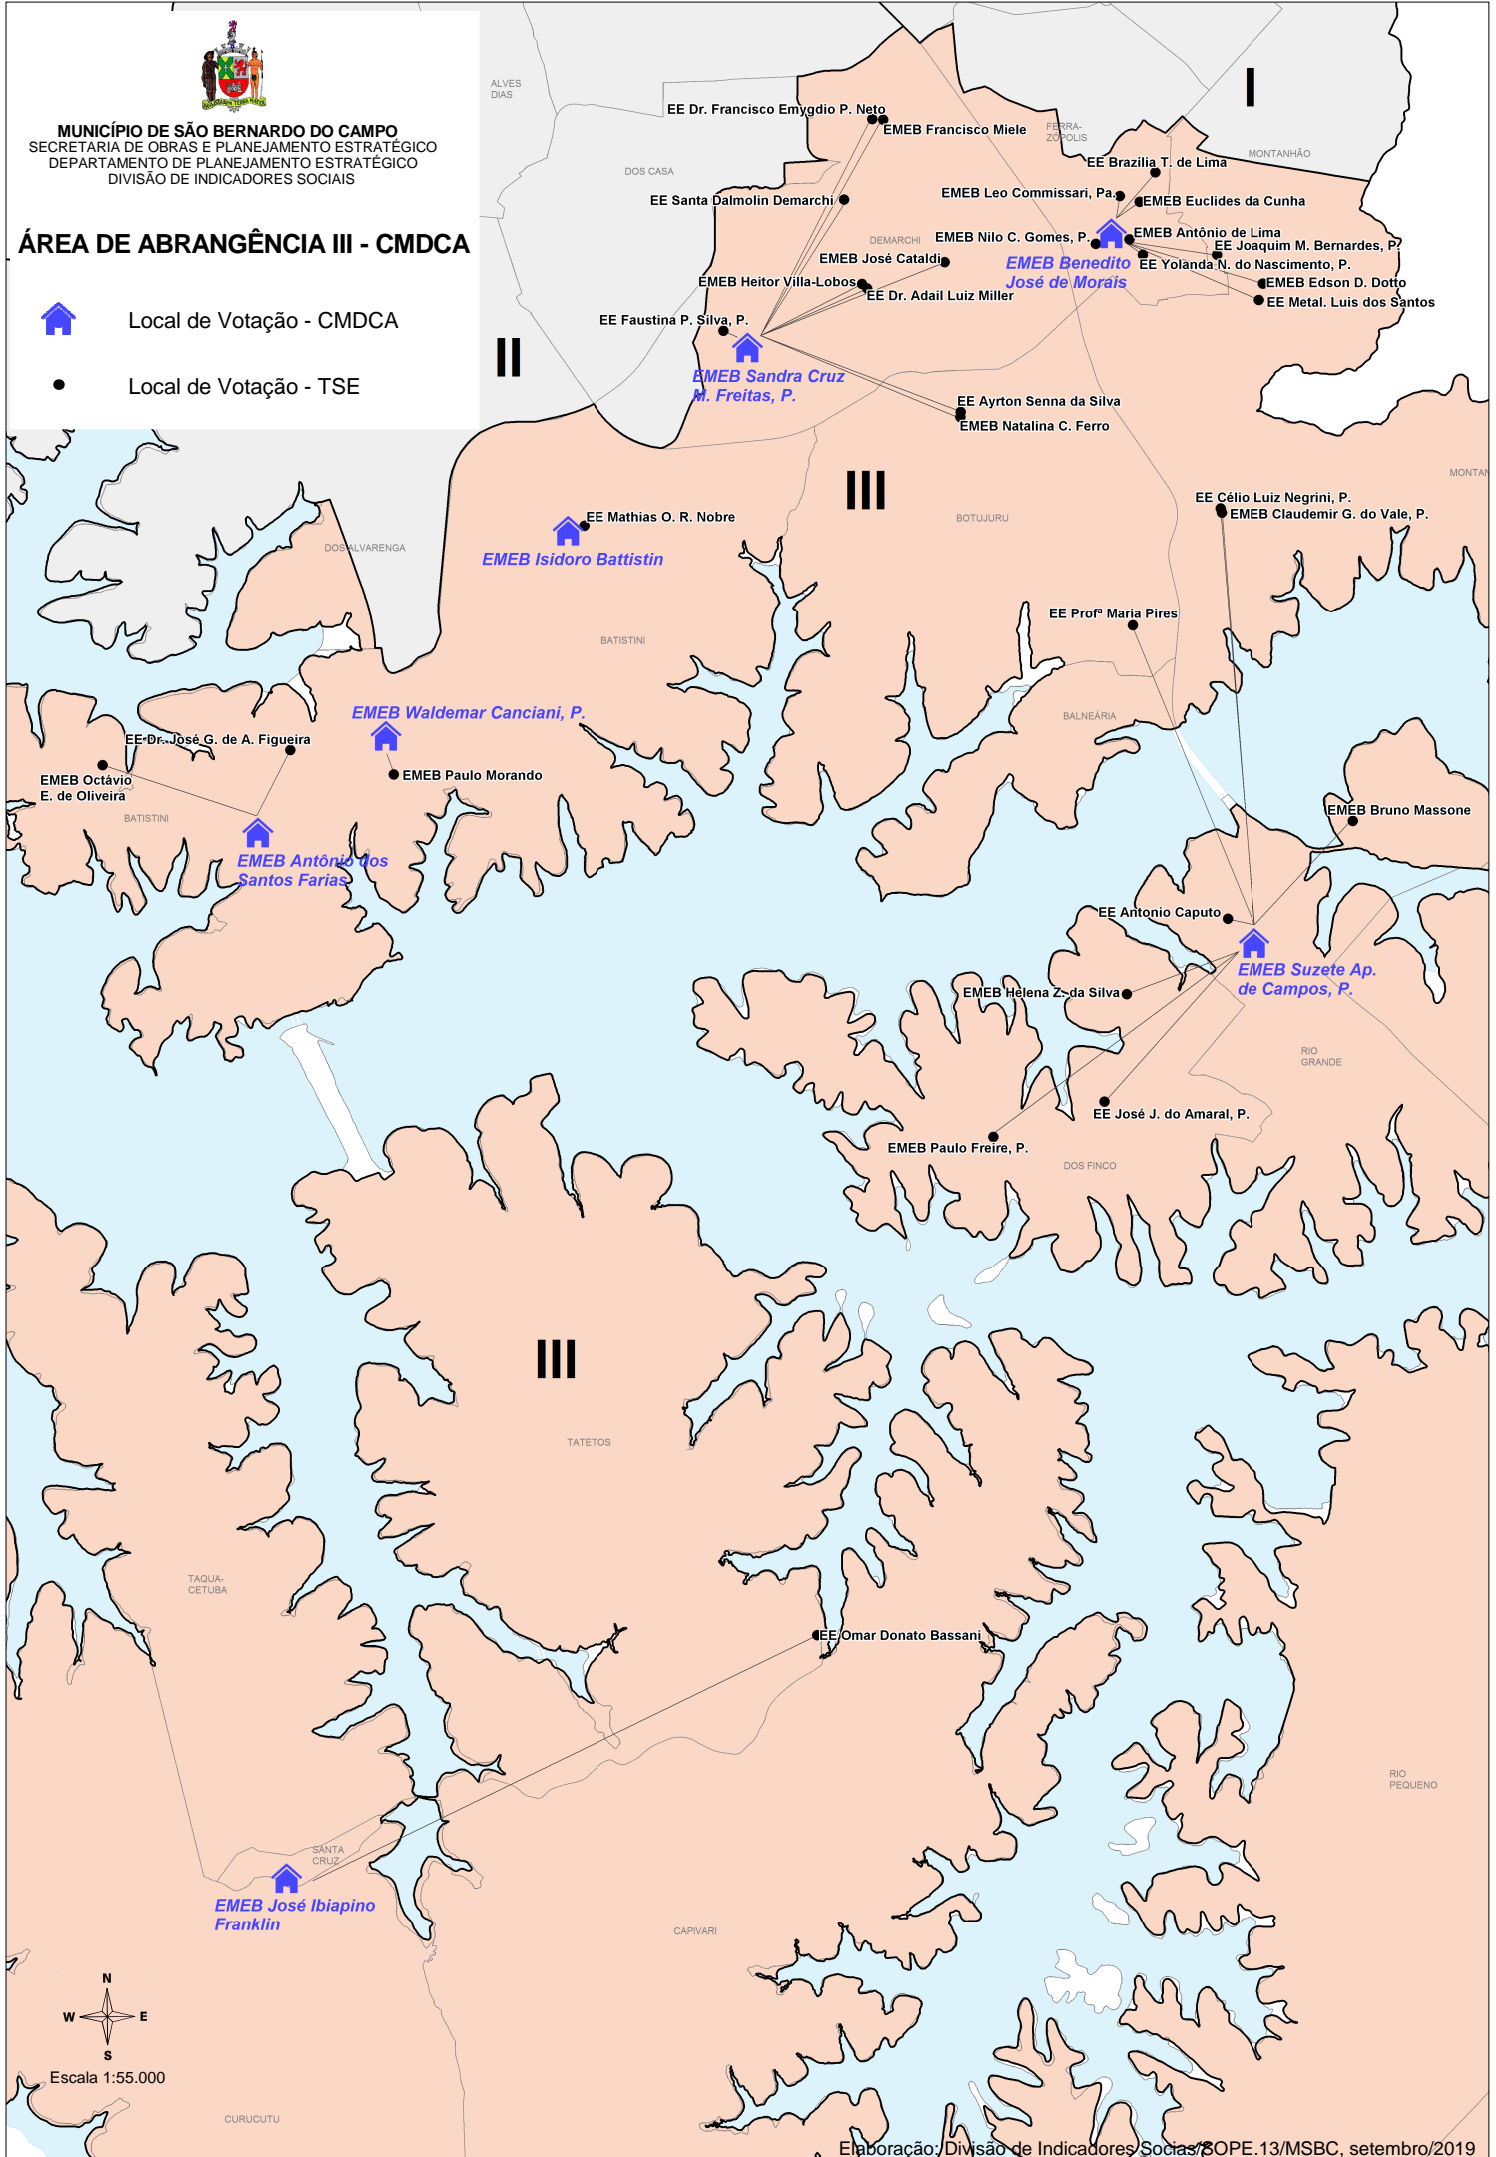 MUNICÍPIO DE SÃO BERNARDO DO CAMPO
SECRETARIA DE OBRAS E PLANEJAMENTO ESTRATÉGICO
DEPARTAMENTO DE PLANEJAMENTO ESTRATÉGICO
DIVISÃO DE INDICADORES SOCIAIS
ÁREA DE ABRANGÊNCIA III - CMDCA
Local de Votação - CMDCA
Local de Votação - TSE
ALVES
DIAS
I
EE Dr. Francisco Emygdio P. Neto
EMEB Francisco Miele
FERRA-
ZÓPOLIS
MONTANHÃO
DOS CASA
EE Brazília T. de Lima
EE Santa Dalmolin Demarchi
EMEB Leo Commissari, Pa.
EMEB Euclides da Cunha
DEMARCHI
EMEB Nilo C. Gomes, P.
EMEB Antônio de Lima
EE Joaquim M. Bernardes, P.
EMEB José Cataldi
EMEB Benedito
José de Morais
EE Yolanda N. do Nascimento, P.
EMEB Heitor Villa-Lobos
EE Dr. Adail Luiz Miller
EMEB Edson D. Dotto
EE Metal. Luis dos Santos
EE Faustina P. Silva, P.
II
EMEB Sandra Cruz
M. Freitas, P.
EE Ayrton Senna da Silva
EMEB Natalina C. Ferro
III
MONTAN
EE Célio Luiz Negrini, P.
EMEB Claudemir G. do Vale, P.
EE Mathias O. R. Nobre
BOTUJURU
DOS ALVARENGA
EMEB Isidoro Battistin
EE Profª Maria Pires
BATISTINI
EMEB Waldemar Canciani, P.
BALNEÁRIA
EE Dr. José G. de A. Figueira
EMEB Octávio
E. de Oliveira
EMEB Paulo Morando
BATISTINI
EMEB Bruno Massone
EMEB Antônio dos
Santos Farias
EE Antonio Caputo
EMEB Suzete Ap.
de Campos, P.
EMEB Helena Z. da Silva
RIO
GRANDE
EE José J. do Amaral, P.
EMEB Paulo Freire, P.
DOS FINCO
III
TATETOS
TAQUA-
CETUBA
EE Omar Donato Bassani
RIO
PEQUENO
SANTA
CRUZ
EMEB José Ibiapino
Franklin
CAPIVARI
N
W
E
S
Escala 1:55.000
CURUCUTU
Elaboração: Divisão de Indicadores Socias/SOPE.13/MSBC, setembro/2019